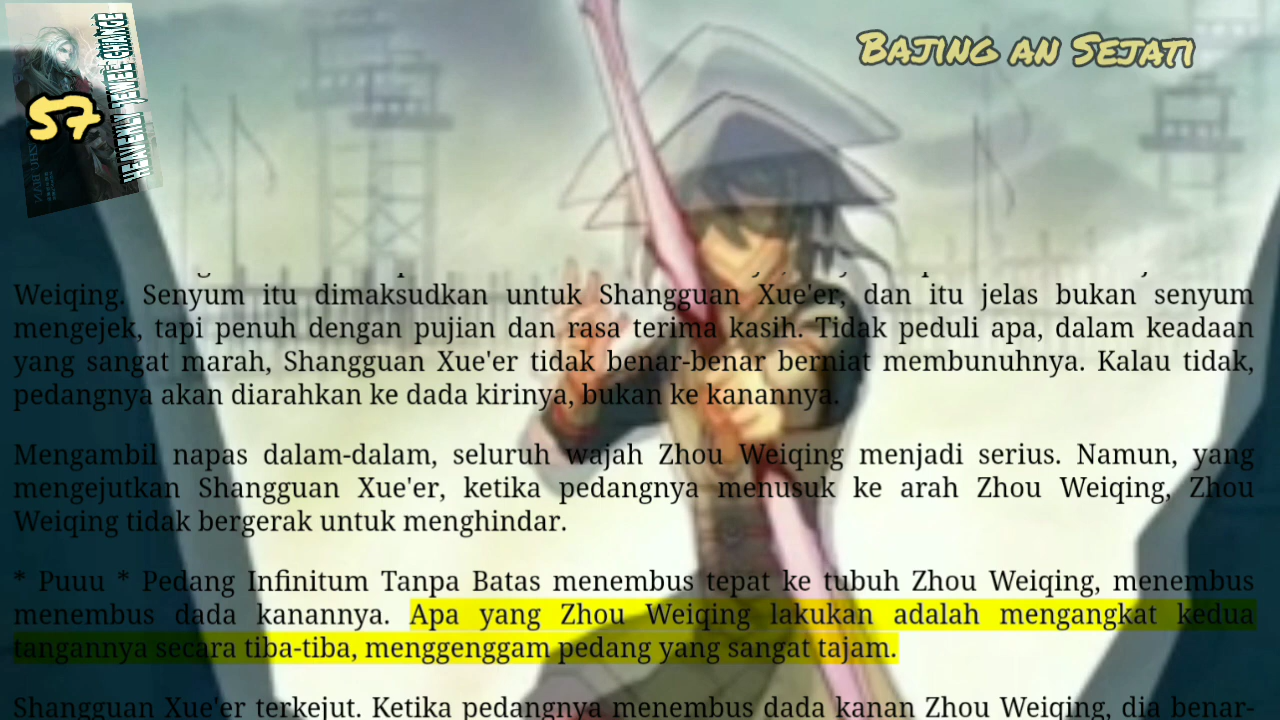 HEAVENLY JEWEL CHANGE
57
Bajing an Sejati
Weiqing. Senyum itu dimaksudkan untuk Shangguan Xue'er, dan itu jelas bukan senyum
mengejek, tapi penuh dengan pujian dan rasa terima kasih. Tidak peduli apa, dalam keadaan
yang sangat marah, Shangguan Xue'er tidak benar-benar berniat membunuhnya. Kalau tidak,
pedangnya akan diarahkan ke dada kirinya, bukan ke kanannya.
Mengambil napas dalam-dalam, seluruh wajah Zhou Weiqing menjadi serius. Namun, yang
mengejutkan Shangguan Xue'er, ketika pedangnya menusuk ke arah Zhou Weiqing, Zhou
Weiqing tidak bergerak untuk menghindar.
* Puuu * Pedang Infinitum Tanpa Batas menembus tepat ke tubuh Zhou Weiqing, menembus
menembus dada kanannya. Apa yang Zhou Weiqing lakukan adalah mengangkat kedua
tangannya secara tiba-tiba, menggenggam pedang yang sangat tajam.
Shangguan Xue'er terkejut. Ketika pedangnya menembus dada kanan Zhou Weiqing, dia benar-